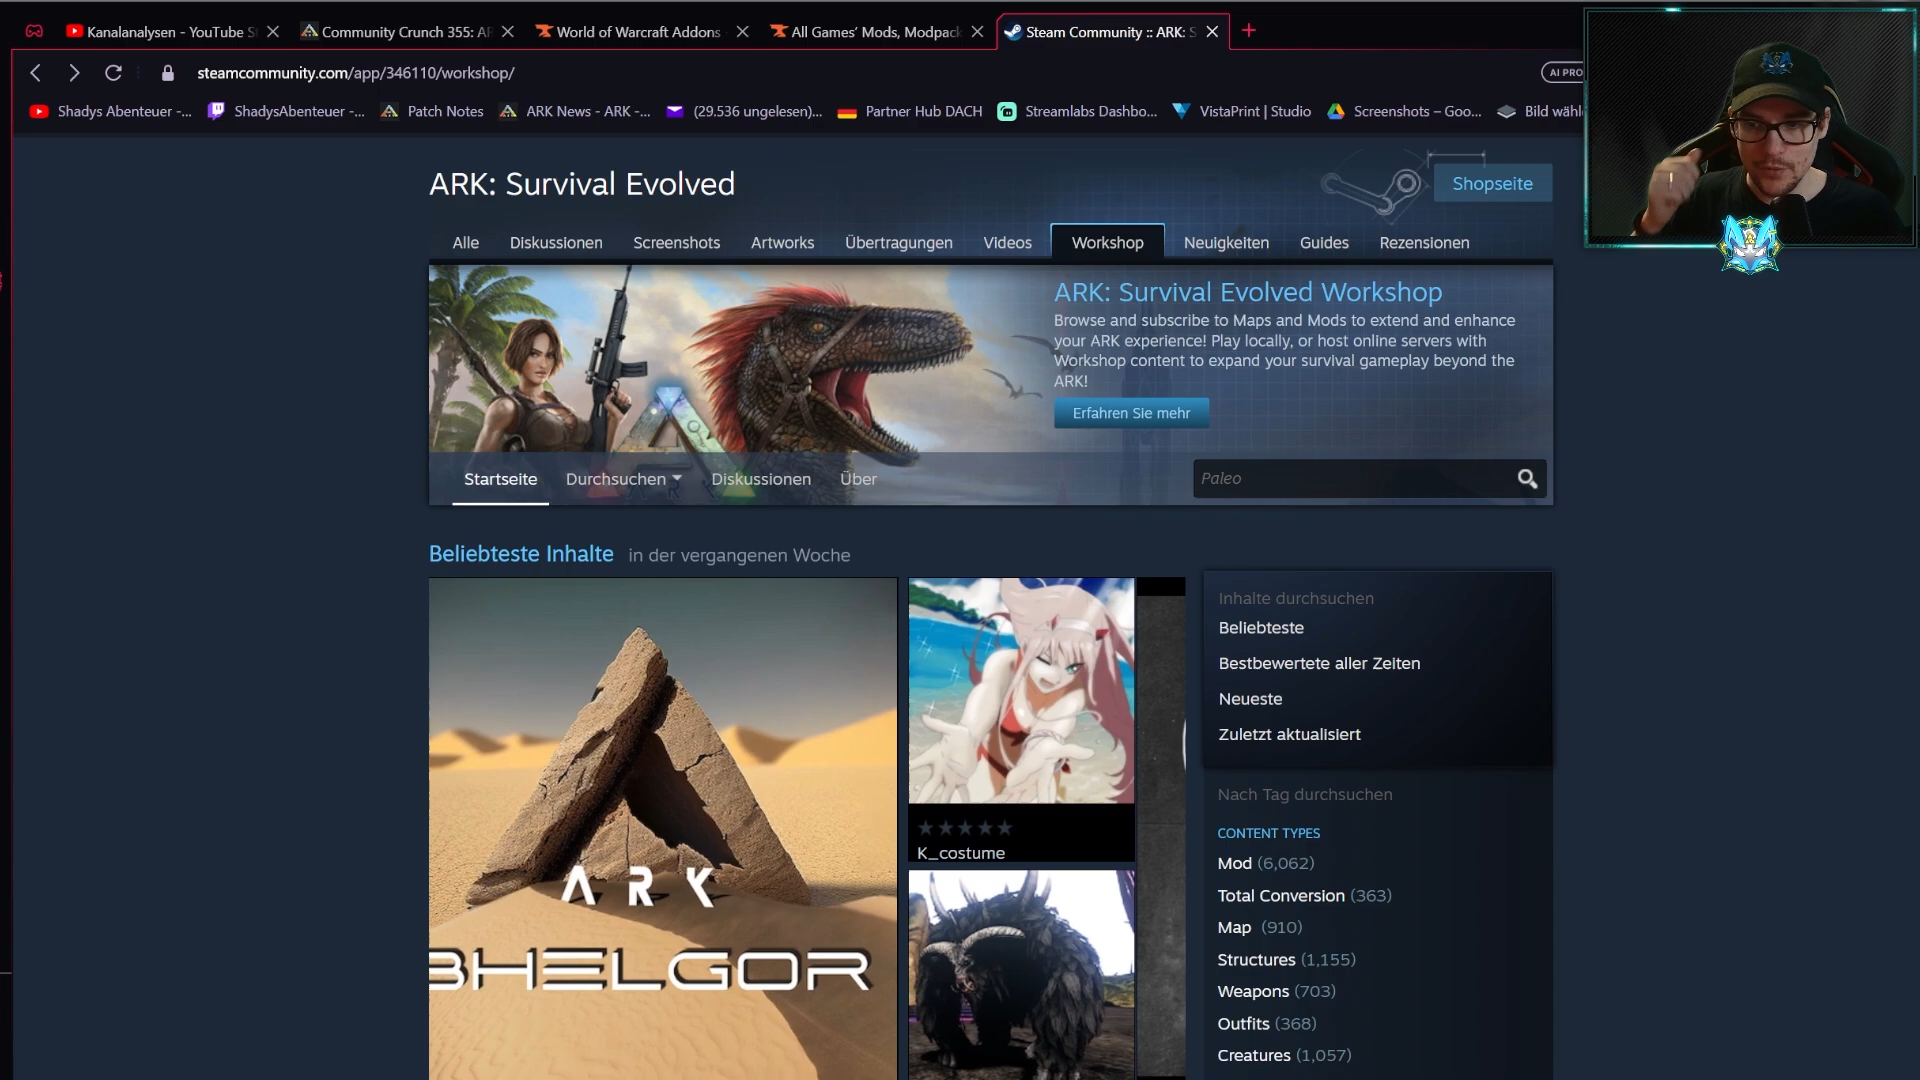 Kanalanalysen - YouTube S
Community Crunch 355: AR
World of Warcraft Addons
All Games' Mods, Modpack
Steam Community :: ARK: S
steamcommunity.com/app/346110/workshop/
AI PRO
Shadys Abenteuer -...
ShadysAbenteuer -...
Patch Notes
ARK News - ARK -...
(29.536 ungelesen)...
Partner Hub DACH
Streamlabs Dashbo...
VistaPrint | Studio
Screenshots – Goo...
Bild wähl
ARK: Survival Evolved
Shopseite
Alle
Diskussionen
Screenshots
Artworks
Übertragungen
Videos
Workshop
Neuigkeiten
Guides
Rezensionen
ARK: Survival Evolved Workshop
Browse and subscribe to Maps and Mods to extend and enhance
your ARK experience! Play locally, or host online servers with
Workshop content to expand your survival gameplay beyond the
ARK!
Erfahren Sie mehr
Startseite
Durchsuchen
Diskussionen
Über
Paleo
Beliebteste Inhalte in der vergangenen Woche
ARK
BHELGOR
K_costume
Inhalte durchsuchen
Beliebteste
Bestbewertete aller Zeiten
Neueste
Zuletzt aktualisiert
Nach Tag durchsuchen
CONTENT TYPES
Mod (6,062)
Total Conversion (363)
Map (910)
Structures (1,155)
Weapons (703)
Outfits (368)
Creatures (1,057)